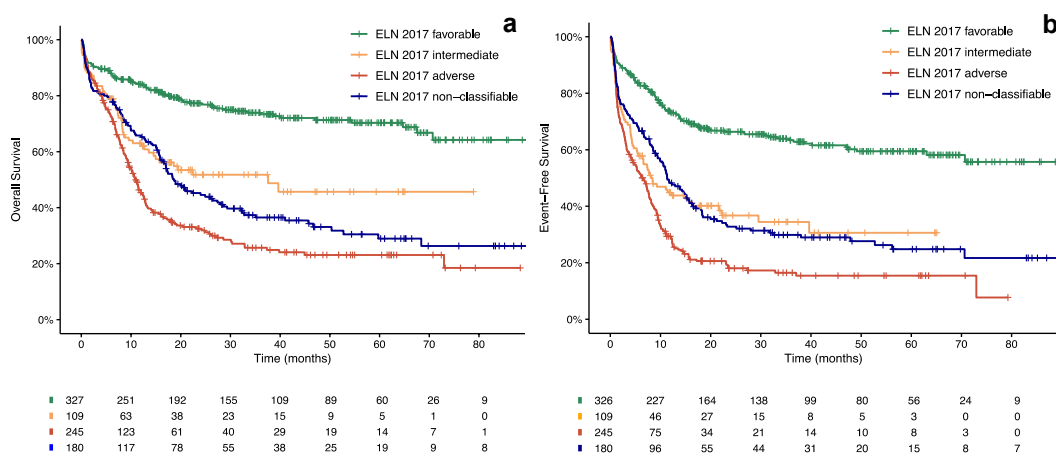 a
ELN 2017 favorable
ELN 2017 intermediate
ELN 2017 adverse
ELN 2017 non−classifiable
Overall Survival
100%
80%
60%
40%
20%
0%
0 10 20 30 40 50 60 70 80
Time (months)
327 251 192 155 109 89 60 26 9
109 63 38 23 15 9 5 1 0
245 123 61 40 29 19 14 7 1
180 117 78 55 38 25 19 9 8
b
ELN 2017 favorable
ELN 2017 intermediate
ELN 2017 adverse
ELN 2017 non−classifiable
Event−Free Survival
100%
80%
60%
40%
20%
0%
0 10 20 30 40 50 60 70 80
Time (months)
326 227 164 138 99 80 56 24 9
109 46 27 15 8 5 3 0 0
245 75 34 21 14 10 8 3 0
180 96 55 44 31 20 15 8 7